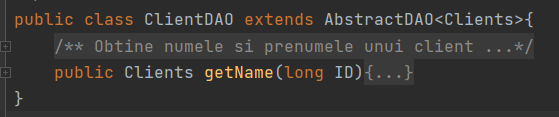 public class ClientDAO extends AbstractDAO<Clients>{
/** Obtine numele si prenumele unui client ...*/
public Clients getName(long ID){...}
}